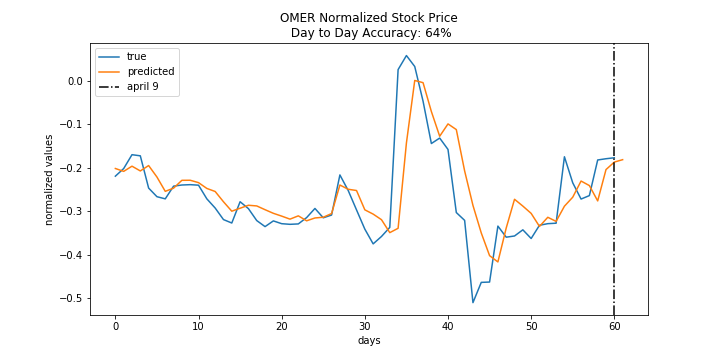 OMER Normalized Stock Price
Day to Day Accuracy: 64%
true
predicted
april 9
normalized values
0.0
−0.1
−0.2
−0.3
−0.4
−0.5
0
10
20
30
40
50
60
days